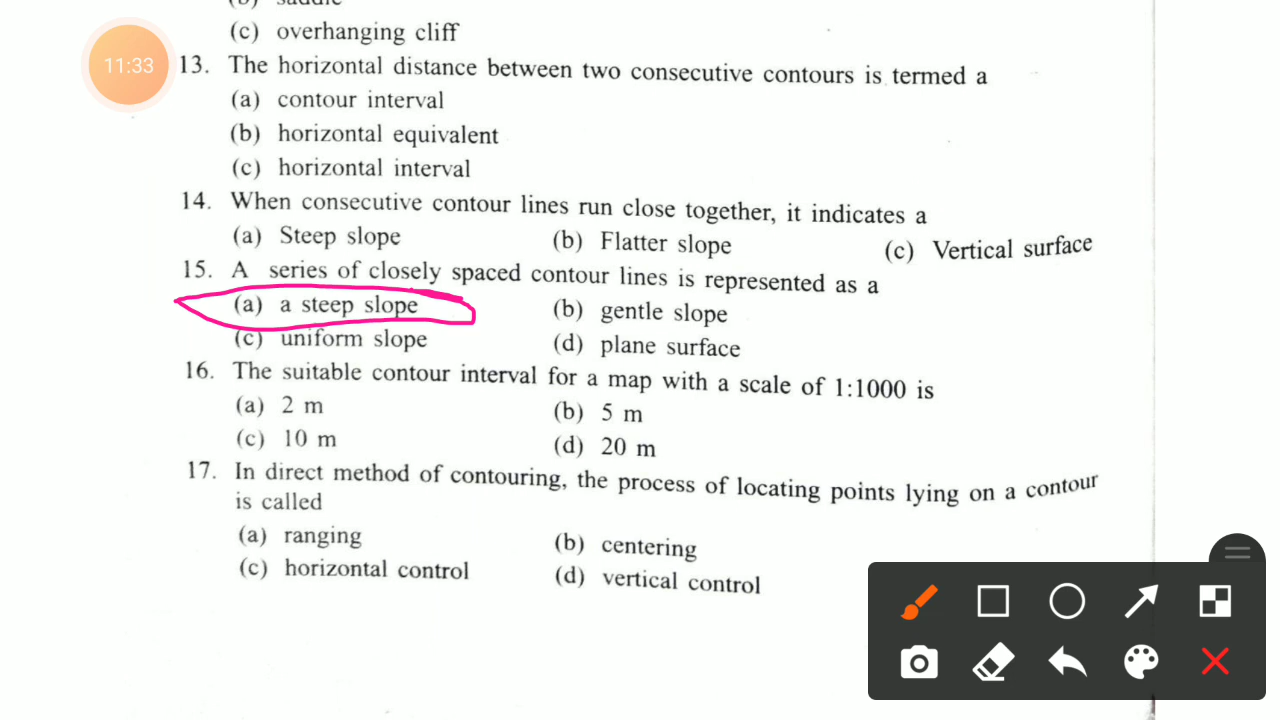 (b) saddle
(c) overhanging cliff
11:33
13. The horizontal distance between two consecutive contours is termed a
(a) contour interval
(b) horizontal equivalent
(c) horizontal interval
14. When consecutive contour lines run close together, it indicates a
(a) Steep slope (b) Flatter slope (c) Vertical surface
15. A series of closely spaced contour lines is represented as a
(a) a steep slope (b) gentle slope
(c) uniform slope (d) plane surface
16. The suitable contour interval for a map with a scale of 1:1000 is
(a) 2 m (b) 5 m
(c) 10 m (d) 20 m
17. In direct method of contouring, the process of locating points lying on a contour
is called
(a) ranging (b) centering
(c) horizontal control (d) vertical control